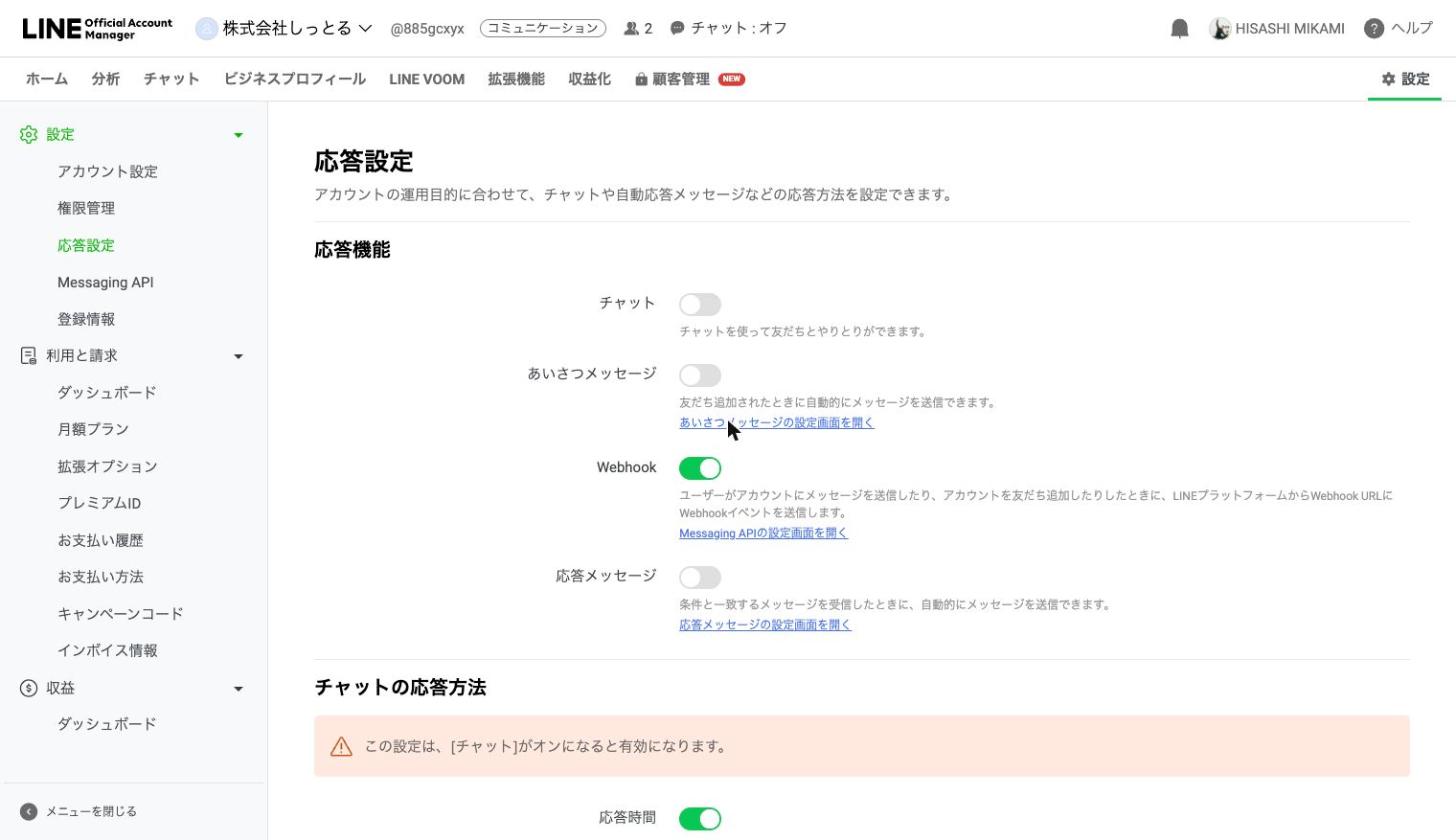 LINE Official Account Manager
株式会社しっとる
@885gcxyx
コミュニケーション
2
チャット : オフ
HISASHI MIKAMI
ヘルプ
ホーム
分析
チャット
ビジネスプロフィール
LINE VOOM
拡張機能
収益化
顧客管理
NEW
設定
設定
アカウント設定
権限管理
応答設定
Messaging API
登録情報
利用と請求
ダッシュボード
月額プラン
拡張オプション
プレミアムID
お支払い履歴
お支払い方法
キャンペーンコード
インボイス情報
収益
ダッシュボード
メニューを閉じる
応答設定
アカウントの運用目的に合わせて、チャットや自動応答メッセージなどの応答方法を設定できます。
応答機能
チャット
チャットを使って友だちとやりとりができます。
あいさつメッセージ
友だち追加されたときに自動的にメッセージを送信できます。
あいさつメッセージの設定画面を開く
Webhook
ユーザーがアカウントにメッセージを送信したり、アカウントを友だち追加したりしたときに、LINEプラットフォームからWebhook URLに
Webhookイベントを送信します。
Messaging APIの設定画面を開く
応答メッセージ
条件と一致するメッセージを受信したときに、自動的にメッセージを送信できます。
応答メッセージの設定画面を開く
チャットの応答方法
この設定は、[チャット]がオンになると有効になります。
応答時間